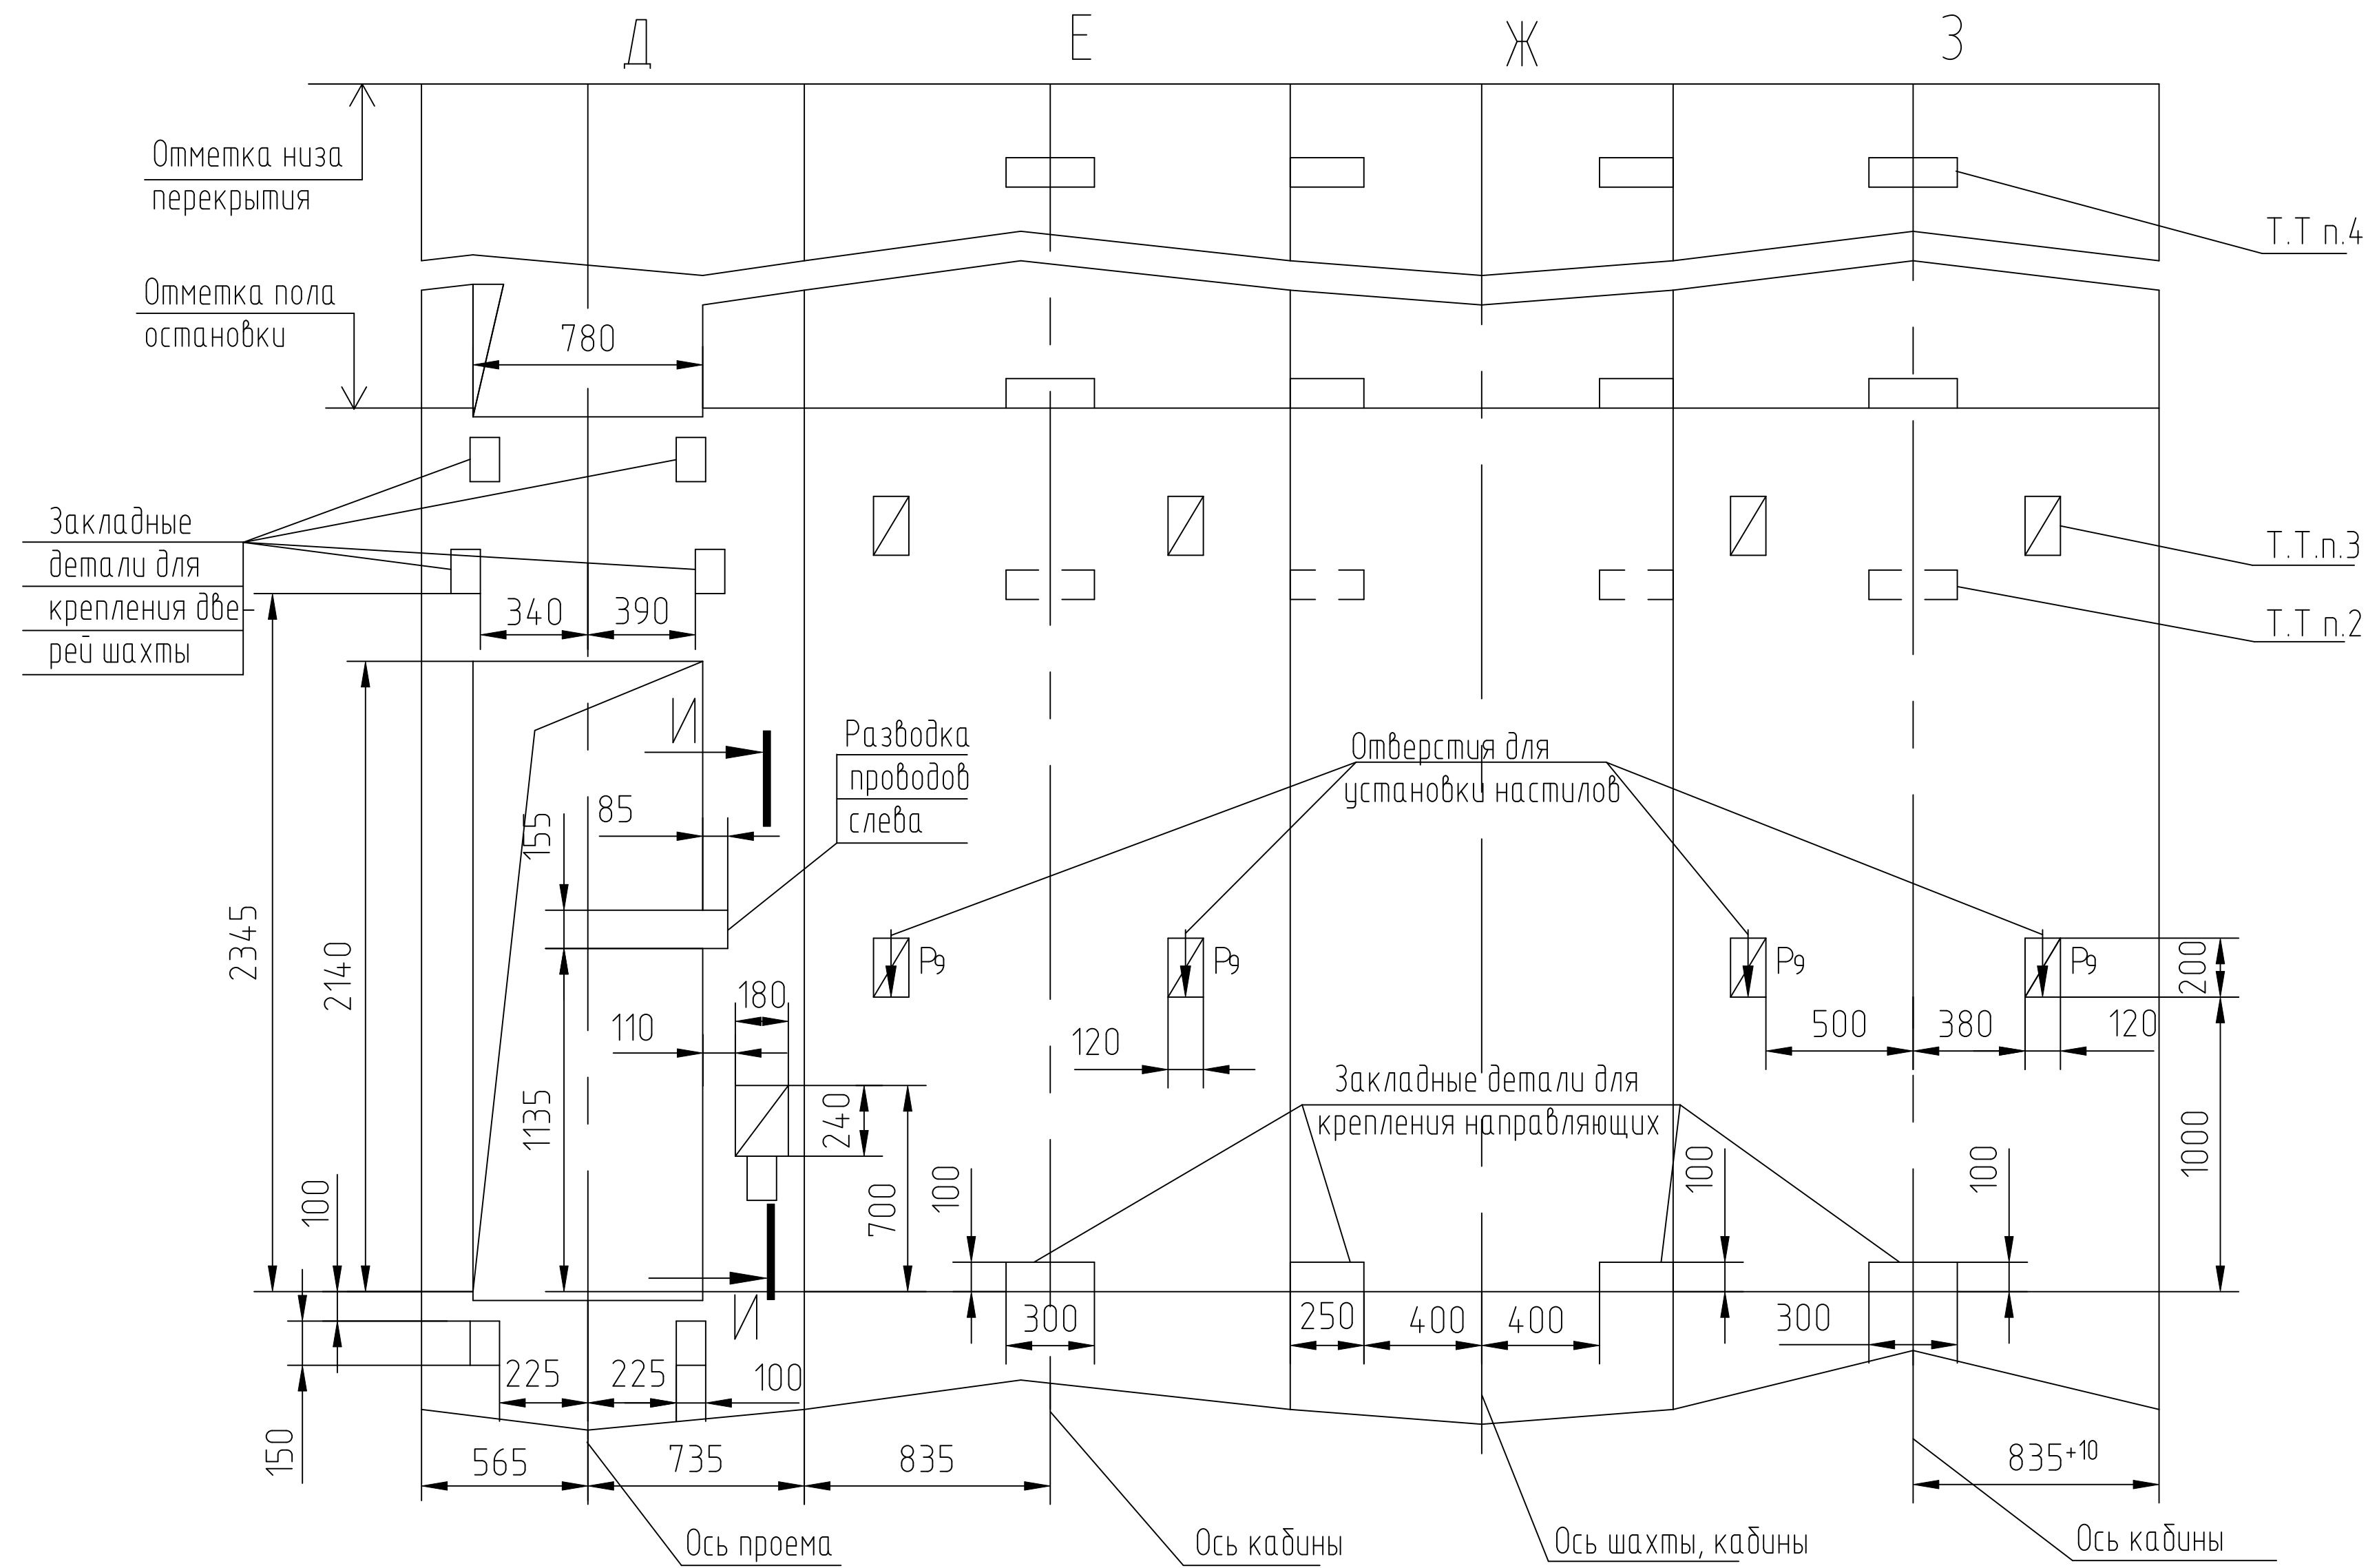 Д Е Ж З
Отметка низа
перекрытия
Т.Т п.4
Отметка пола
остановки
780
Закладные
детали для
крепления две
рей шахты
Т.Т.п.3
Т.Т п.2
340 390
И
Разводка
проводов
слева
Отверстия для
установки настилов
85
155
2345
2140
Р9 Р9 Р9 Р9
200
180
110
120
500 380 120
1135
240
700
Закладные детали для
крепления направляющих
100
100
100
100
1000
И
300
250 400 400
300
225 225 100
150
565 735 835
835+10
Ось проема
Ось кабины
Ось шахты, кабины
Ось кабины